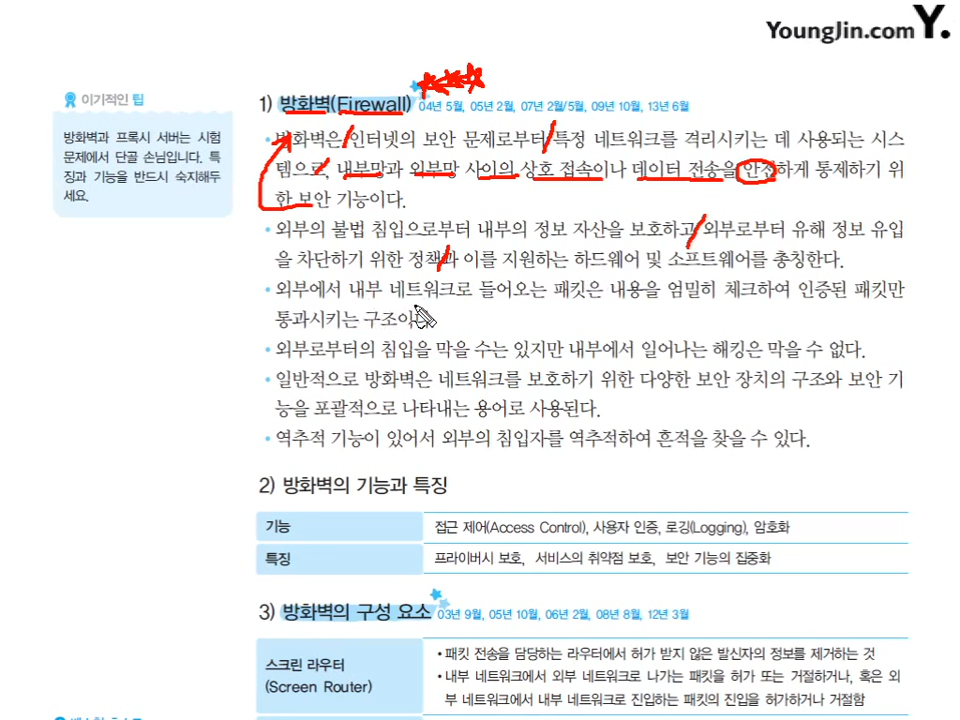 YoungJin.com Y.
이기적인 팁
방화벽과 프록시 서버는 시험
문제에서 단골 손님입니다. 특
징과 기능을 반드시 숙지해두
세요.
1) 방화벽(Firewall) 04년 5월, 05년 2월, 07년 2월/5월, 09년 10월, 13년 6월
• 방화벽은 인터넷의 보안 문제로부터 특정 네트워크를 격리시키는 데 사용되는 시스
템으로, 내부망과 외부망 사이의 상호 접속이나 데이터 전송을 안전하게 통제하기 위
한 보안 기능이다.
• 외부의 불법 침입으로부터 내부의 정보 자산을 보호하고 외부로부터 유해 정보 유입
을 차단하기 위한 정책과 이를 지원하는 하드웨어 및 소프트웨어를 총칭한다.
• 외부에서 내부 네트워크로 들어오는 패킷은 내용을 엄밀히 체크하여 인증된 패킷만
통과시키는 구조이다.
• 외부로부터의 침입을 막을 수는 있지만 내부에서 일어나는 해킹은 막을 수 없다.
• 일반적으로 방화벽은 네트워크를 보호하기 위한 다양한 보안 장치의 구조와 보안 기
능을 포괄적으로 나타내는 용어로 사용된다.
• 역추적 기능이 있어서 외부의 침입자를 역추적하여 흔적을 찾을 수 있다.
2) 방화벽의 기능과 특징
기능 접근 제어(Access Control), 사용자 인증, 로깅(Logging), 암호화
특징 프라이버시 보호, 서비스의 취약점 보호, 보안 기능의 집중화
3) 방화벽의 구성 요소 03년 9월, 05년 10월, 06년 2월, 08년 8월, 12년 3월
스크린 라우터
(Screen Router)
• 패킷 전송을 담당하는 라우터에서 허가 받지 않은 발신자의 정보를 제거하는 것
• 내부 네트워크에서 외부 네트워크로 나가는 패킷을 허가 또는 거절하거나, 혹은 외
부 네트워크에서 내부 네트워크로 진입하는 패킷의 진입을 허가하거나 거절함